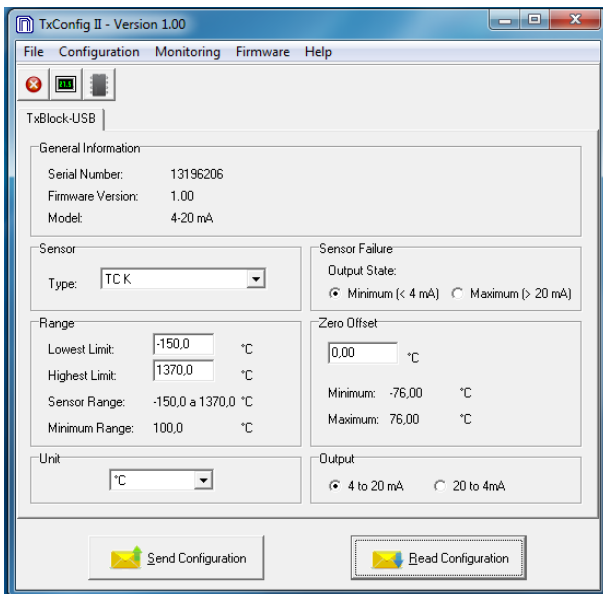 TxConfig II - Version 1.00
File Configuration Monitoring Firmware Help
TxBlock-USB
General Information
Serial Number: 13196206
Firmware Version: 1.00
Model: 4-20 mA
Sensor
Type: TC K
Sensor Failure
Output State:
Minimum (< 4 mA) Maximum (> 20 mA)
Range
Lowest Limit: -150,0 °C
Highest Limit: 1370,0 °C
Sensor Range: -150,0 a 1370,0 °C
Minimum Range: 100,0 °C
Zero Offset
0,00 °C
Minimum: -76,00 °C
Maximum: 76,00 °C
Unit
°C
Output
4 to 20 mA 20 to 4mA
Send Configuration
Read Configuration